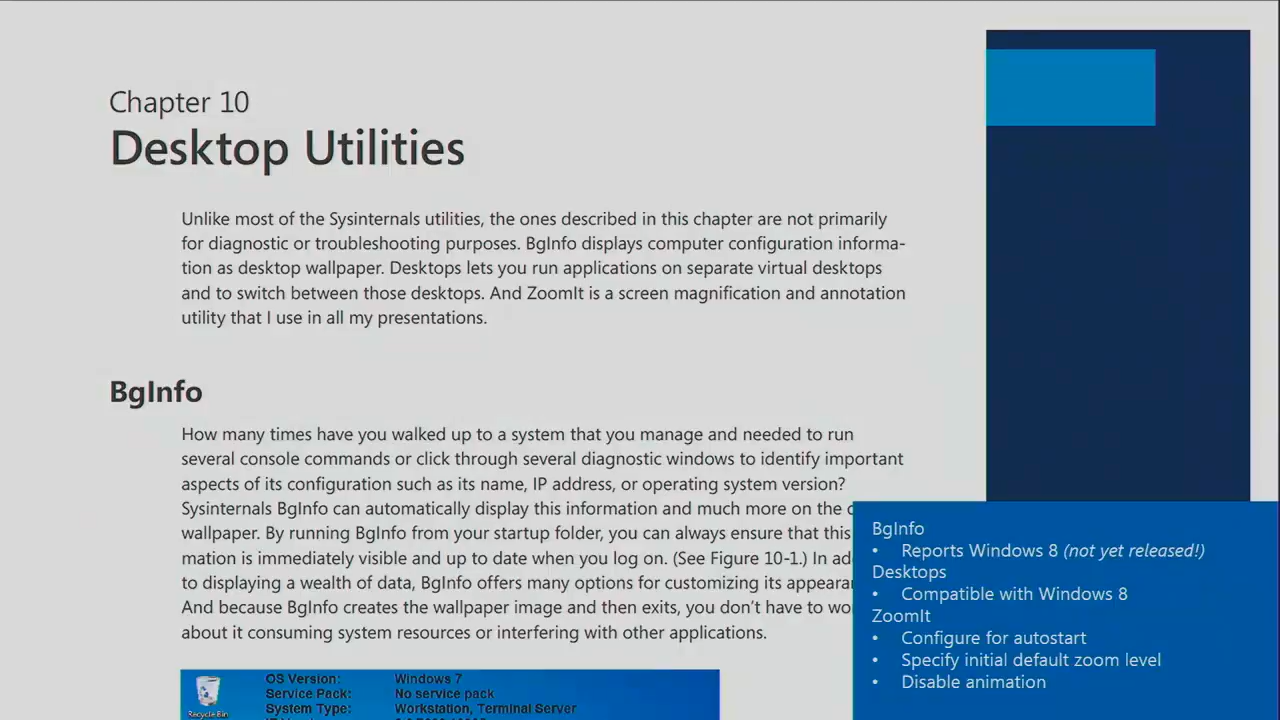 Chapter 10
Desktop Utilities
Unlike most of the Sysinternals utilities, the ones described in this chapter are not primarily
for diagnostic or troubleshooting purposes. BgInfo displays computer configuration informa-
tion as desktop wallpaper. Desktops lets you run applications on separate virtual desktops
and to switch between those desktops. And ZoomIt is a screen magnification and annotation
utility that I use in all my presentations.
BgInfo
How many times have you walked up to a system that you manage and needed to run
several console commands or click through several diagnostic windows to identify important
aspects of its configuration such as its name, IP address, or operating system version?
Sysinternals BgInfo can automatically display this information and much more on the
wallpaper. By running BgInfo from your startup folder, you can always ensure that this
mation is immediately visible and up to date when you log on. (See Figure 10-1.) In
to displaying a wealth of data, BgInfo offers many options for customizing its
And because BgInfo creates the wallpaper image and then exits, you don't have to
about it consuming system resources or interfering with other applications.
OS Version: Windows 7
Service Pack: No service pack
System Type: Workstation, Terminal Server
Recycle Bin
BgInfo
• Reports Windows 8 (not yet released!)
Desktops
• Compatible with Windows 8
ZoomIt
• Configure for autostart
• Specify initial default zoom level
• Disable animation